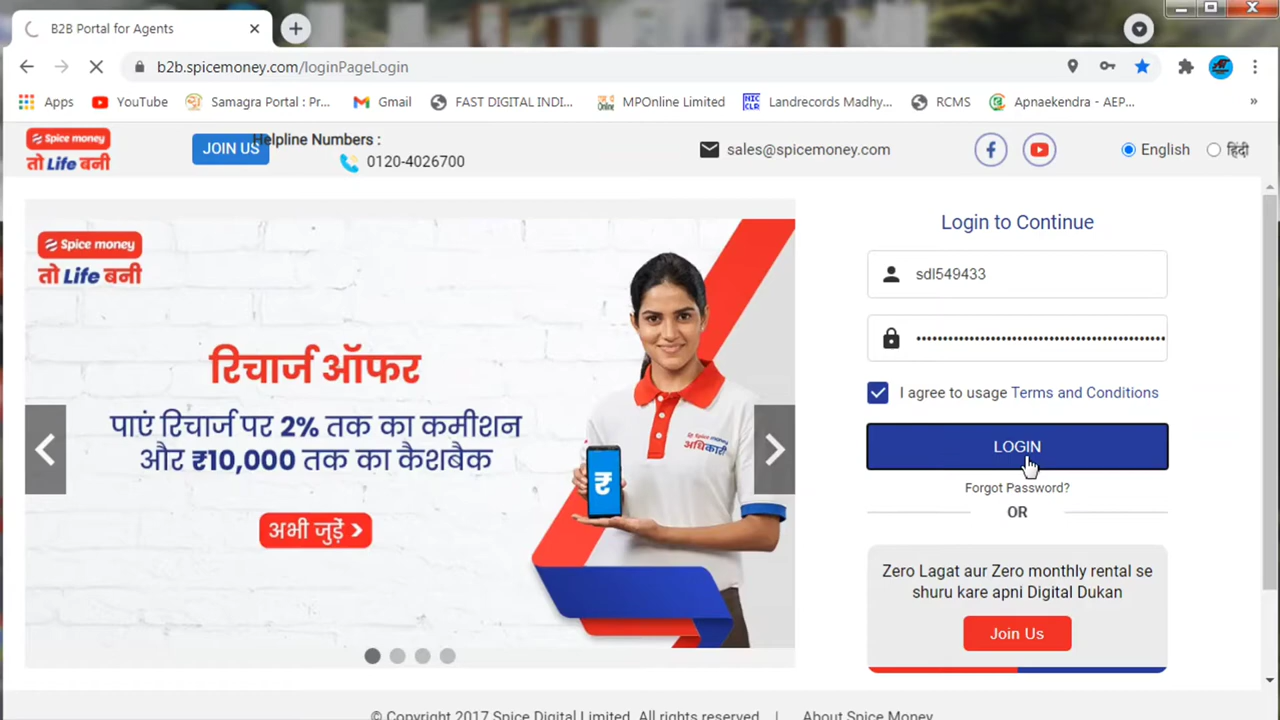 B2B Portal for Agents
b2b.spicemoney.com/loginPageLogin
Apps
YouTube
Samagra Portal : Pr...
Gmail
FAST DIGITAL INDI...
MPOnline Limited
Landrecords Madhy...
RCMS
Apnaekendra - AEP...
Spice money
तो Life बनी
JOIN US
Helpline Numbers :
0120-4026700
sales@spicemoney.com
English
हिंदी
Spice money
तो Life बनी
रिचार्ज ऑफर
पाएं रिचार्ज पर 2% तक का कमीशन
और ₹10,000 तक का कैशबैक
अभी जुड़ें >
Spice money
अधिकारी
₹
Login to Continue
sdl549433
I agree to usage Terms and Conditions
LOGIN
Forgot Password?
OR
Zero Lagat aur Zero monthly rental se
shuru kare apni Digital Dukan
Join Us
© Copyright 2017 Spice Digital Limited. All rights reserved. | About Spice Money